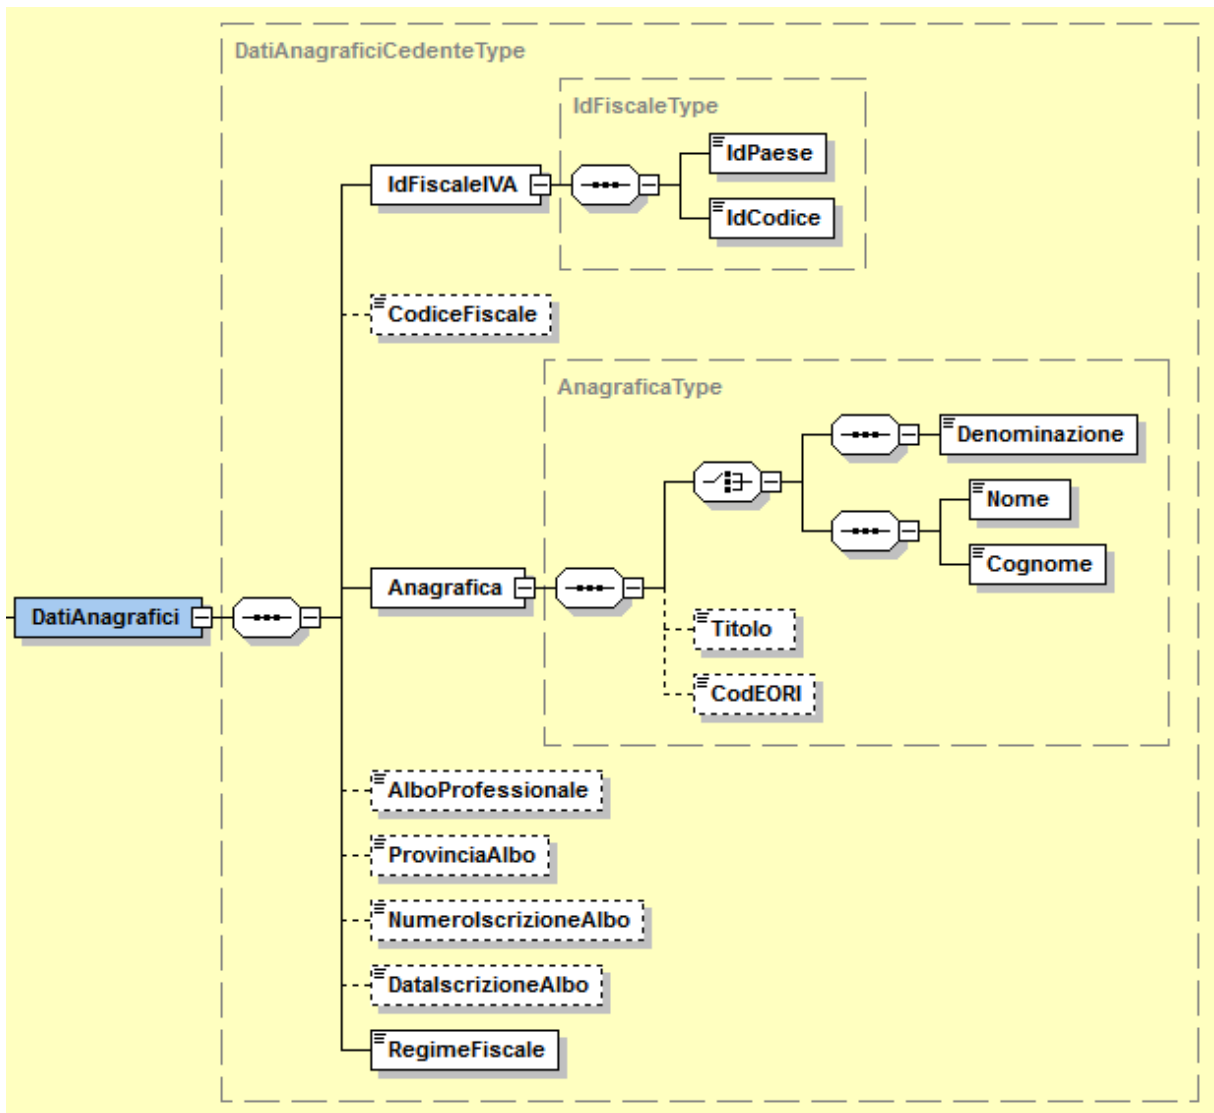 DatiAnagraficiCedenteType
IdFiscaleType
IdPaese
IdFiscaleIVA
IdCodice
CodiceFiscale
AnagraficaType
Denominazione
Nome
Cognome
Anagrafica
DatiAnagrafici
Titolo
CodEORI
AlboProfessionale
ProvinciaAlbo
NumeroIscrizioneAlbo
DataIscrizioneAlbo
RegimeFiscale